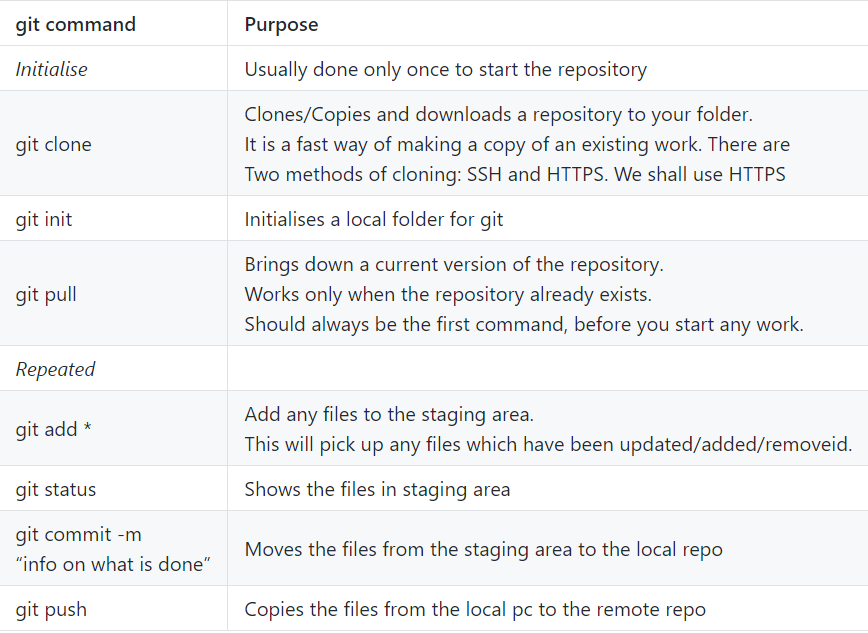 git command
Purpose
Initialise
Usually done only once to start the repository
git clone
Clones/Copies and downloads a repository to your folder.
It is a fast way of making a copy of an existing work. There are
Two methods of cloning: SSH and HTTPS. We shall use HTTPS
git init
Initialises a local folder for git
git pull
Brings down a current version of the repository.
Works only when the repository already exists.
Should always be the first command, before you start any work.
Repeated
git add *
Add any files to the staging area.
This will pick up any files which have been updated/added/removeid.
git status
Shows the files in staging area
git commit -m
“info on what is done”
Moves the files from the staging area to the local repo
git push
Copies the files from the local pc to the remote repo